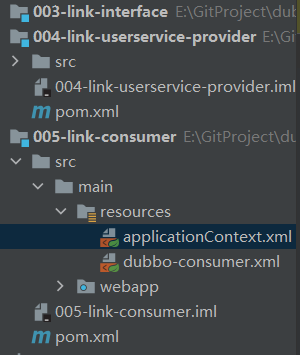 003-link-interface E:\GitProject\dub
004-link-userservice-provider E:\Git
src
004-link-userservice-provider.iml
pom.xml
005-link-consumer E:\GitProject\du
src
main
resources
applicationContext.xml
dubbo-consumer.xml
webapp
005-link-consumer.iml
pom.xml